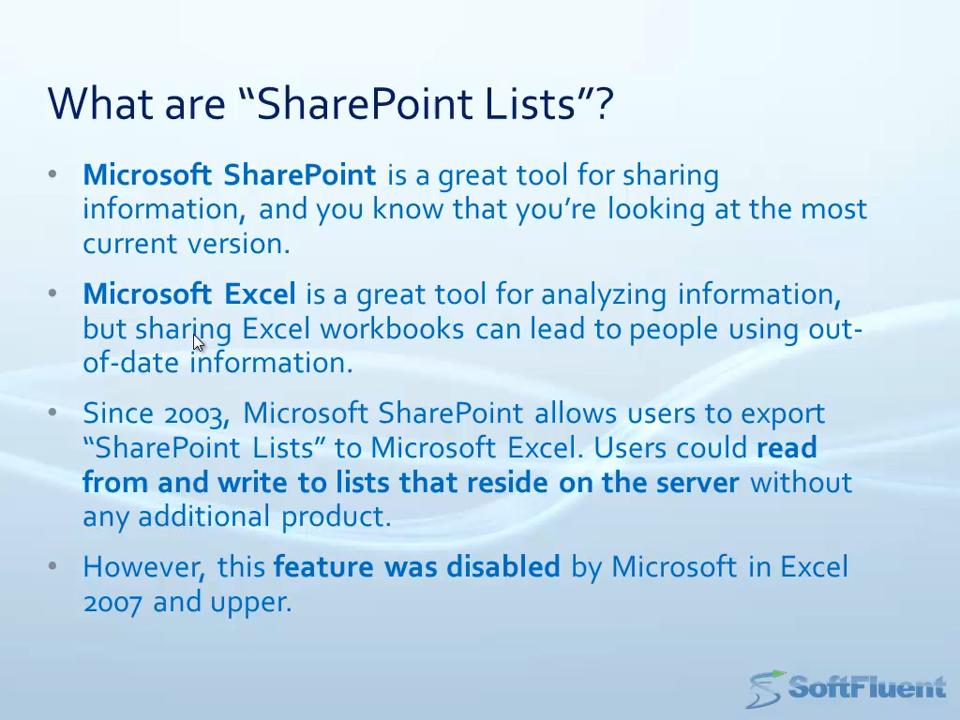 What are “SharePoint Lists”?
• Microsoft SharePoint is a great tool for sharing
information, and you know that you’re looking at the most
current version.
• Microsoft Excel is a great tool for analyzing information,
but sharing Excel workbooks can lead to people using out-
of-date information.
• Since 2003, Microsoft SharePoint allows users to export
“SharePoint Lists” to Microsoft Excel. Users could read
from and write to lists that reside on the server without
any additional product.
• However, this feature was disabled by Microsoft in Excel
2007 and upper.
SoftFluent